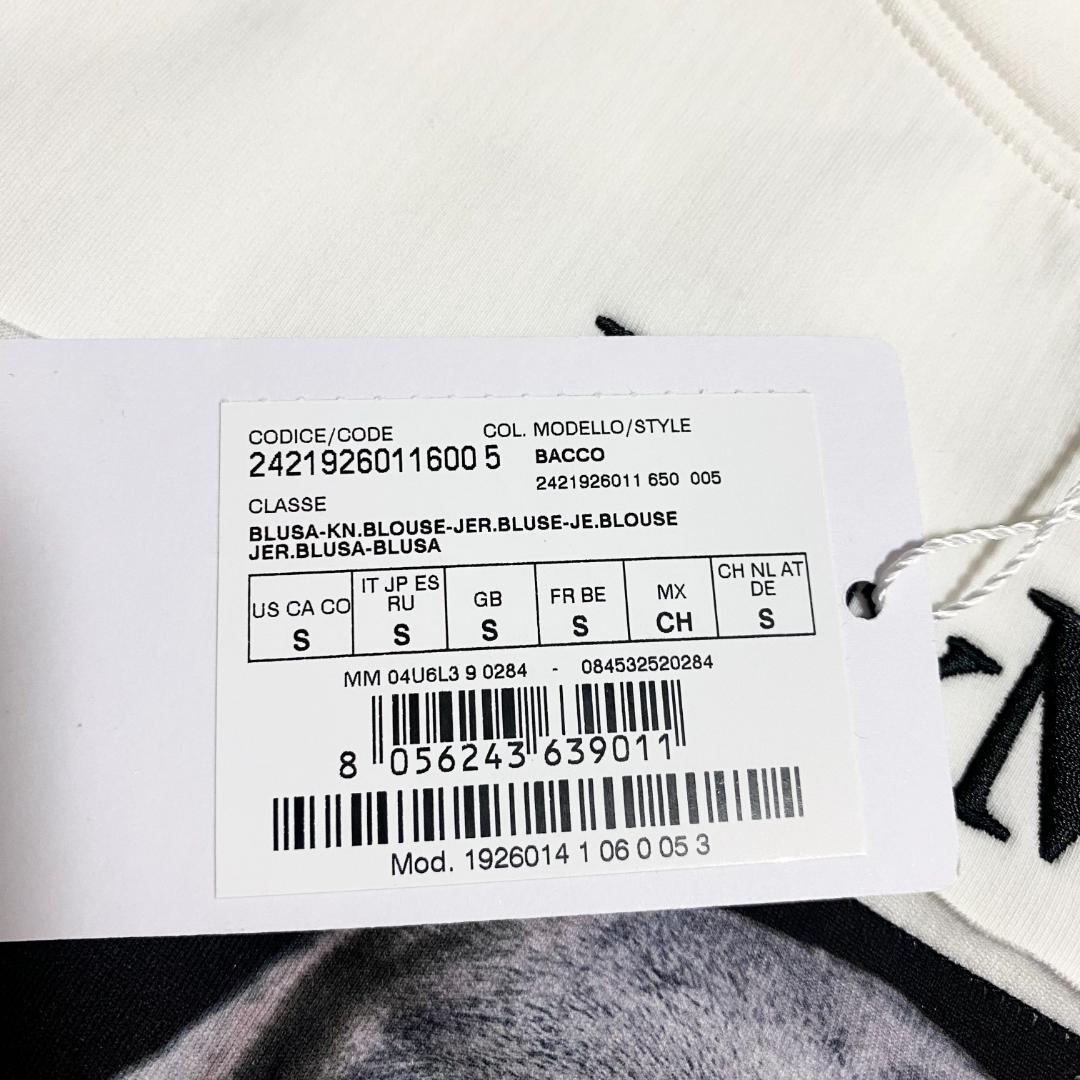 CODICE/CODE COL. MODELLO/STYLE
2421926011600 5 BACCO
2421926011 650 005
CLASSE
BLUSA-KN.BLOUSE-JER.BLUSE-JE.BLOUSE
JER.BLUSA-BLUSA
US CA CO IT JP ES RU GB FR BE MX CH NL AT DE
S S S S CH S
MM 04U6L3 9 0284 - 084532520284
8 056243 639011
Mod. 1926014 1 06 0 05 3